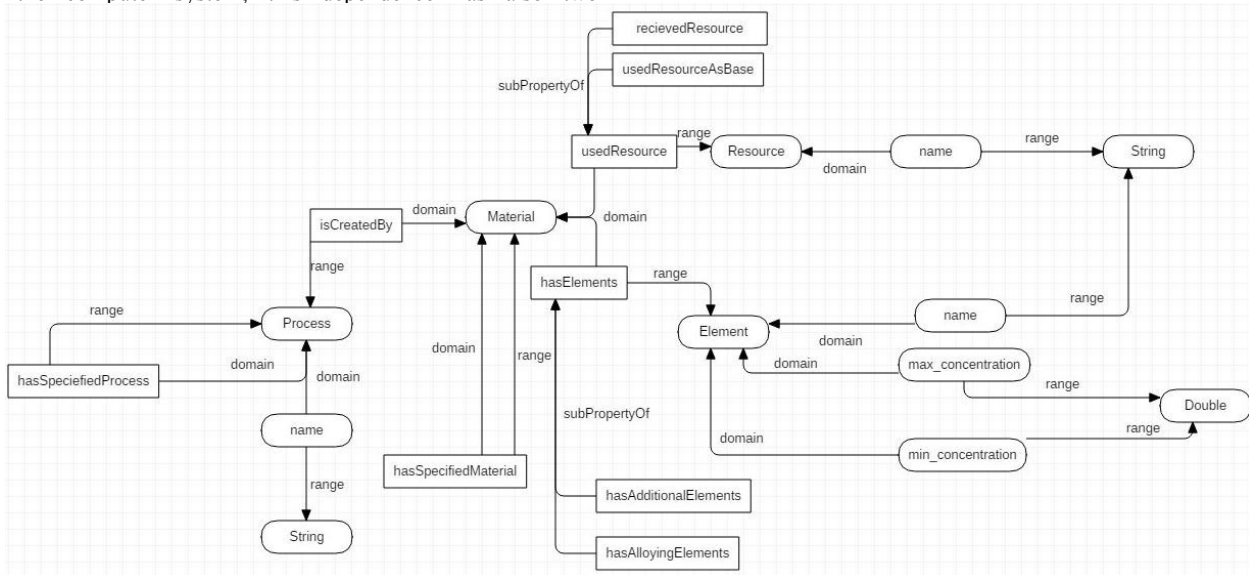 recievedResource
usedResourceAsBase
subPropertyOf
usedResource
range
Resource
domain
name
range
String
isCreatedBy
domain
Material
domain
range
hasElements
range
range
Process
Element
domain
name
range
hasSpeciefiedProcess
domain
domain
domain
range
domain
max_concentration
range
Double
name
subPropertyOf
domain
min_concentration
range
hasSpecifiedMaterial
range
hasAdditionalElements
String
hasAlloyingElements